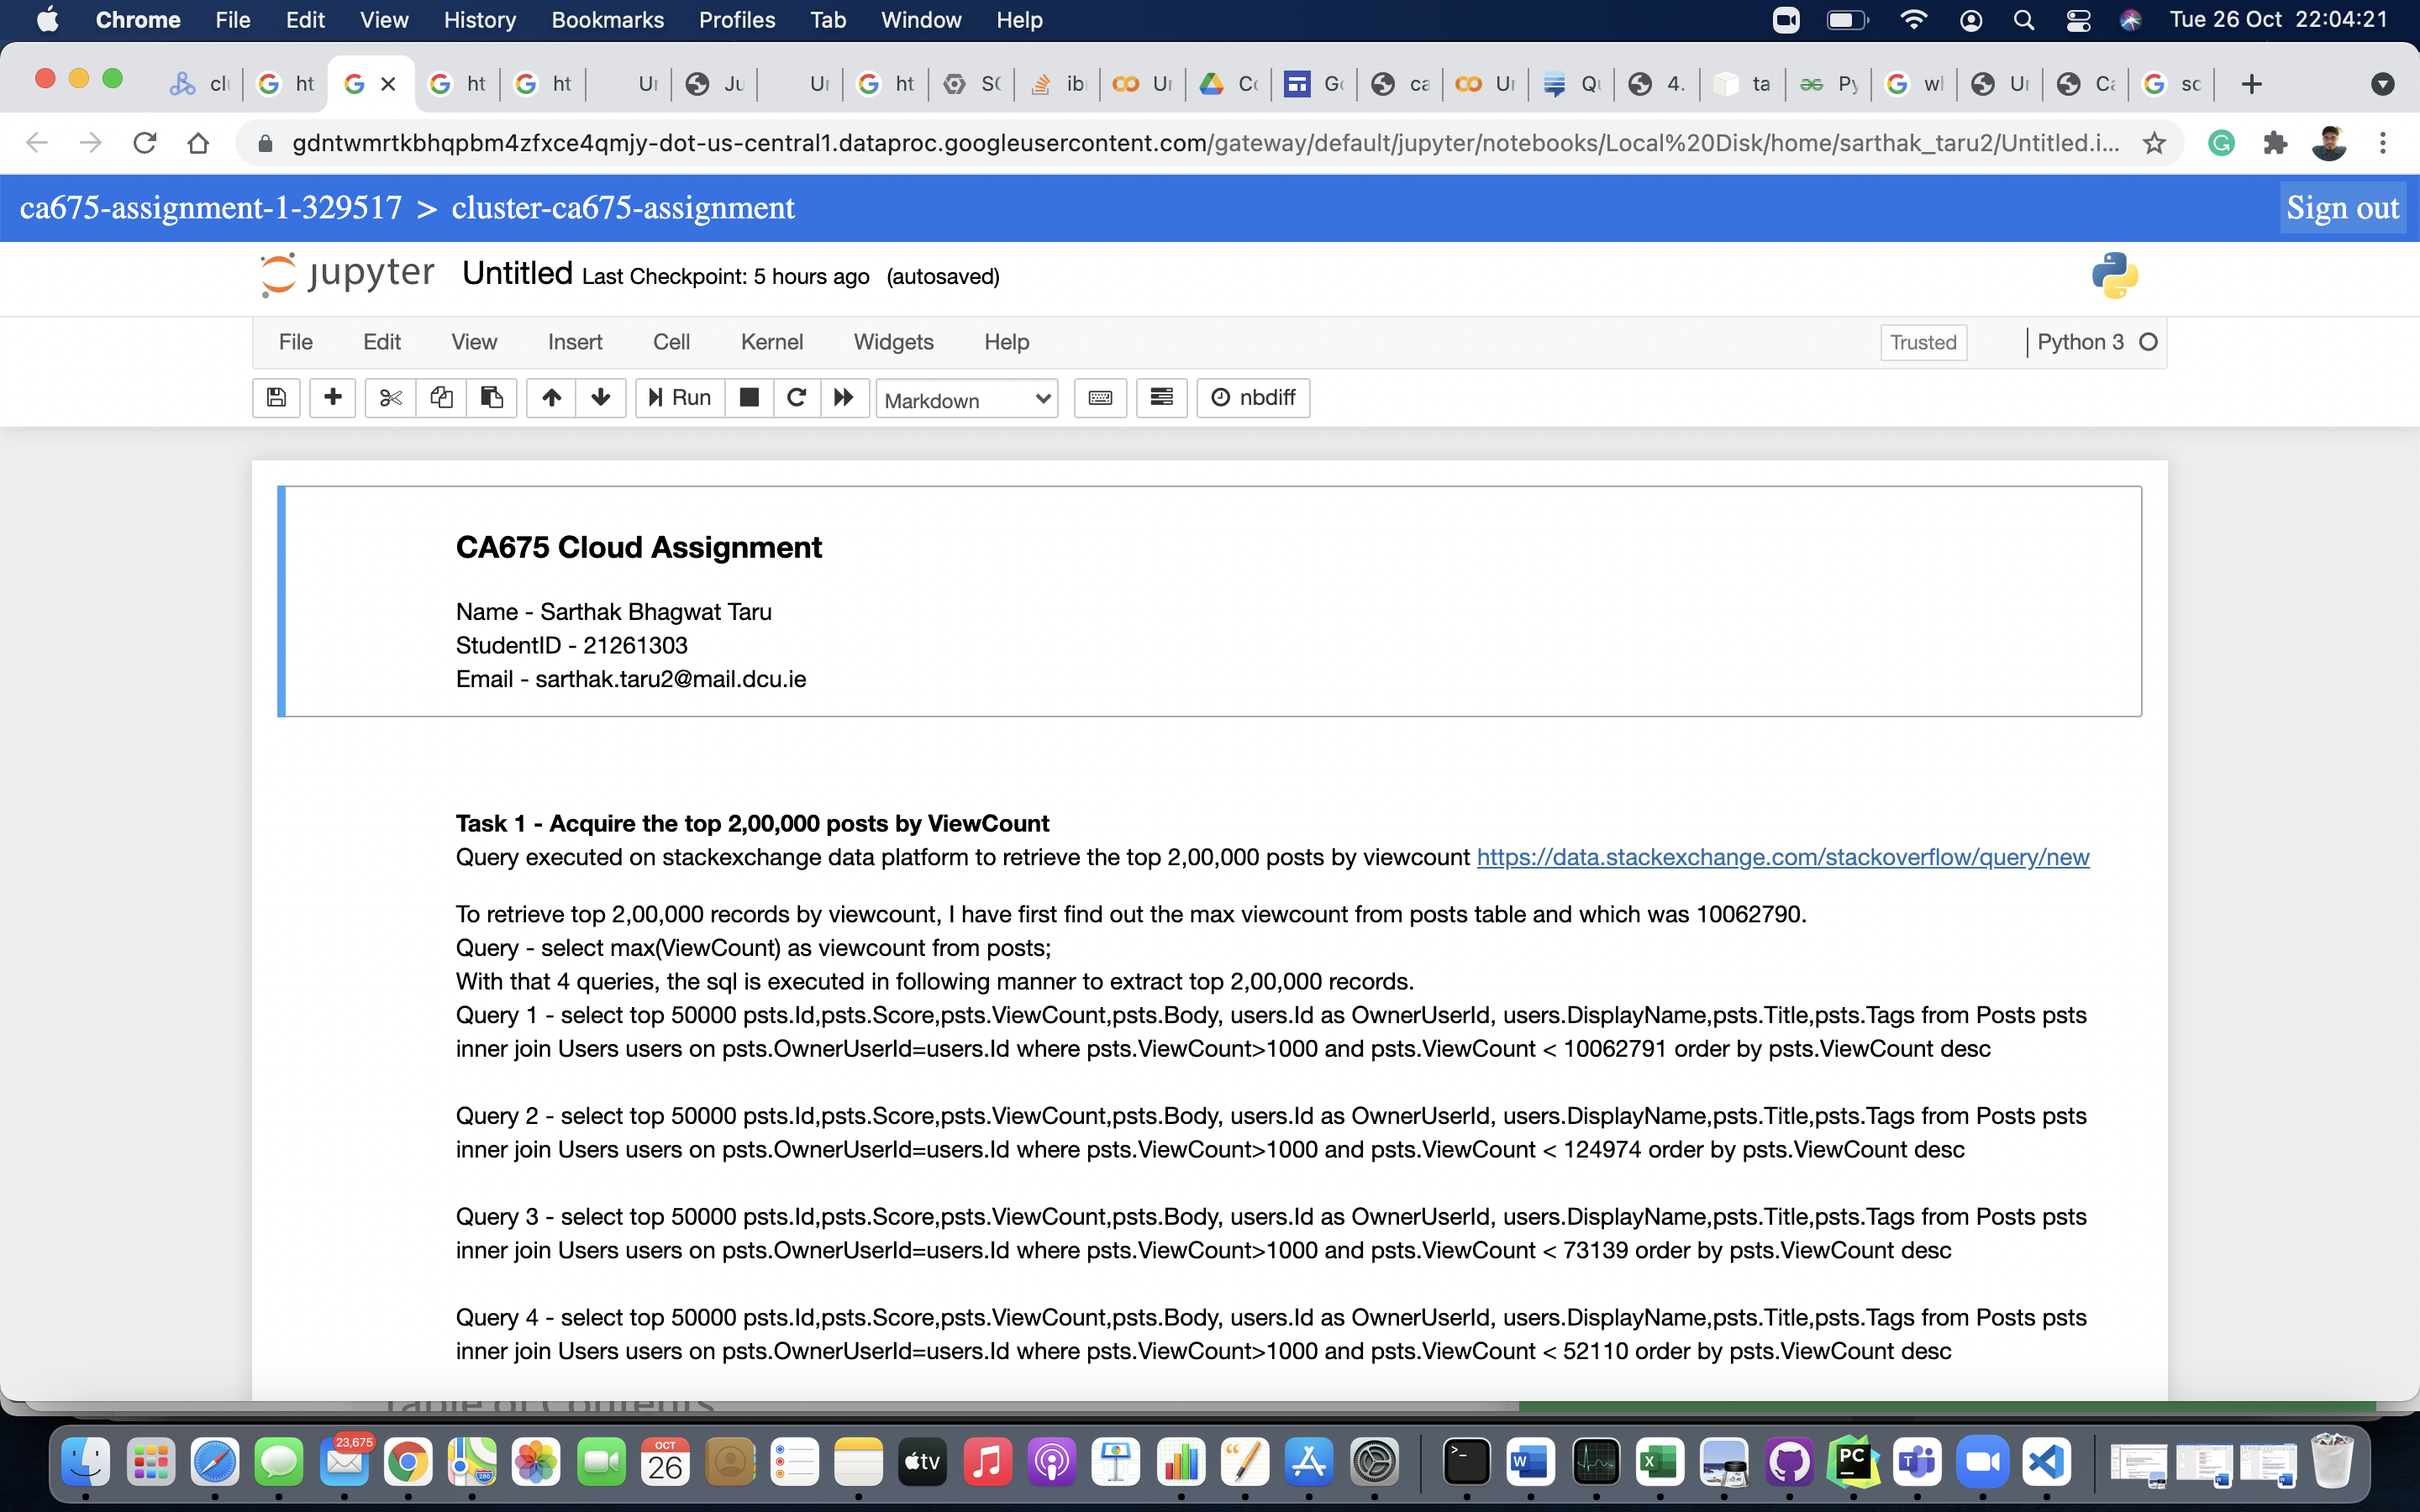 Chrome File Edit View History Bookmarks Profiles Tab Window Help Tue 26 Oct 22:04:21
clu ht ht ht Ur Ju Ur ht SC ib Ur Cc Gc ca Ur Qu 4. ta Py wl Ur Ca sc
gdntwmrtkbhqpbm4zfxce4qmjy-dot-us-central1.dataproc.googleusercontent.com/gateway/default/jupyter/notebooks/Local%20Disk/home/sarthak_taru2/Untitled.i...
ca675-assignment-1-329517 > cluster-ca675-assignment Sign out
jupyter Untitled Last Checkpoint: 5 hours ago (autosaved)
File Edit View Insert Cell Kernel Widgets Help Trusted Python 3
Run Markdown nbdiff
CA675 Cloud Assignment
Name - Sarthak Bhagwat Taru
StudentID - 21261303
Email - sarthak.taru2@mail.dcu.ie
Task 1 - Acquire the top 2,00,000 posts by ViewCount
Query executed on stackexchange data platform to retrieve the top 2,00,000 posts by viewcount https://data.stackexchange.com/stackoverflow/query/new
To retrieve top 2,00,000 records by viewcount, I have first find out the max viewcount from posts table and which was 10062790.
Query - select max(ViewCount) as viewcount from posts;
With that 4 queries, the sql is executed in following manner to extract top 2,00,000 records.
Query 1 - select top 50000 psts.Id,psts.Score,psts.ViewCount,psts.Body, users.Id as OwnerUserId, users.DisplayName,psts.Title,psts.Tags from Posts psts
inner join Users users on psts.OwnerUserId=users.Id where psts.ViewCount>1000 and psts.ViewCount < 10062791 order by psts.ViewCount desc
Query 2 - select top 50000 psts.Id,psts.Score,psts.ViewCount,psts.Body, users.Id as OwnerUserId, users.DisplayName,psts.Title,psts.Tags from Posts psts
inner join Users users on psts.OwnerUserId=users.Id where psts.ViewCount>1000 and psts.ViewCount < 124974 order by psts.ViewCount desc
Query 3 - select top 50000 psts.Id,psts.Score,psts.ViewCount,psts.Body, users.Id as OwnerUserId, users.DisplayName,psts.Title,psts.Tags from Posts psts
inner join Users users on psts.OwnerUserId=users.Id where psts.ViewCount>1000 and psts.ViewCount < 73139 order by psts.ViewCount desc
Query 4 - select top 50000 psts.Id,psts.Score,psts.ViewCount,psts.Body, users.Id as OwnerUserId, users.DisplayName,psts.Title,psts.Tags from Posts psts
inner join Users users on psts.OwnerUserId=users.Id where psts.ViewCount>1000 and psts.ViewCount < 52110 order by psts.ViewCount desc
Table of Contents
23,675 280 OCT 26 tv W X PC T